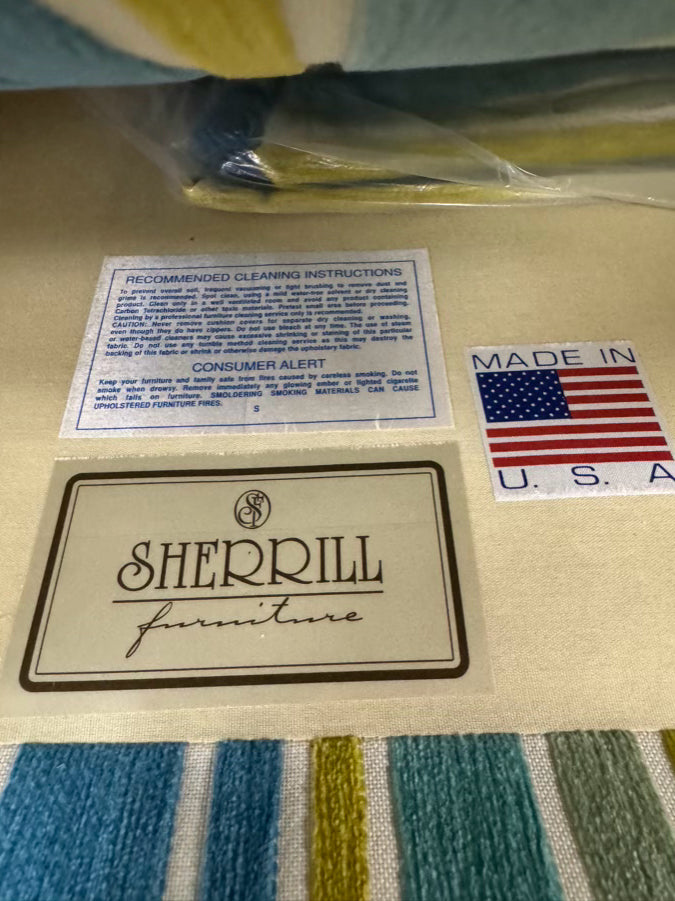 RECOMMENDED CLEANING INSTRUCTIONS
To prevent overall soil, frequent vacuuming or light brushing to remove dust and
grime is recommended. Spot clean, using a mild water-free solvent or dry cleaning
product. Clean only in a well ventilated room and avoid any product containing
Carbon Tetrachloride or other toxic materials. Pretest small area before proceeding.
Cleaning by a professional furniture cleaning service only is recommended.
CAUTION: Never remove cushion covers for separate dry cleaning or washing,
even though they do have zippers. Do not use bleach at any time. The use of steam
or water-based cleaners may cause excessive shrinking, or staining of this particular
fabric. Do not use any tumble method cleaning service as this may destroy the
backing of this fabric or shrink or otherwise damage the upholstery fabric.
CONSUMER ALERT
Keep your furniture and family safe from fires caused by careless smoking. Do not
smoke when drowsy. Remove immediately any glowing ember or lighted cigarette
which falls on furniture. SMOLDERING SMOKING MATERIALS CAN CAUSE
UPHOLSTERED FURNITURE FIRES.
S
MADE IN
U. S. A
SHERRILL
furniture